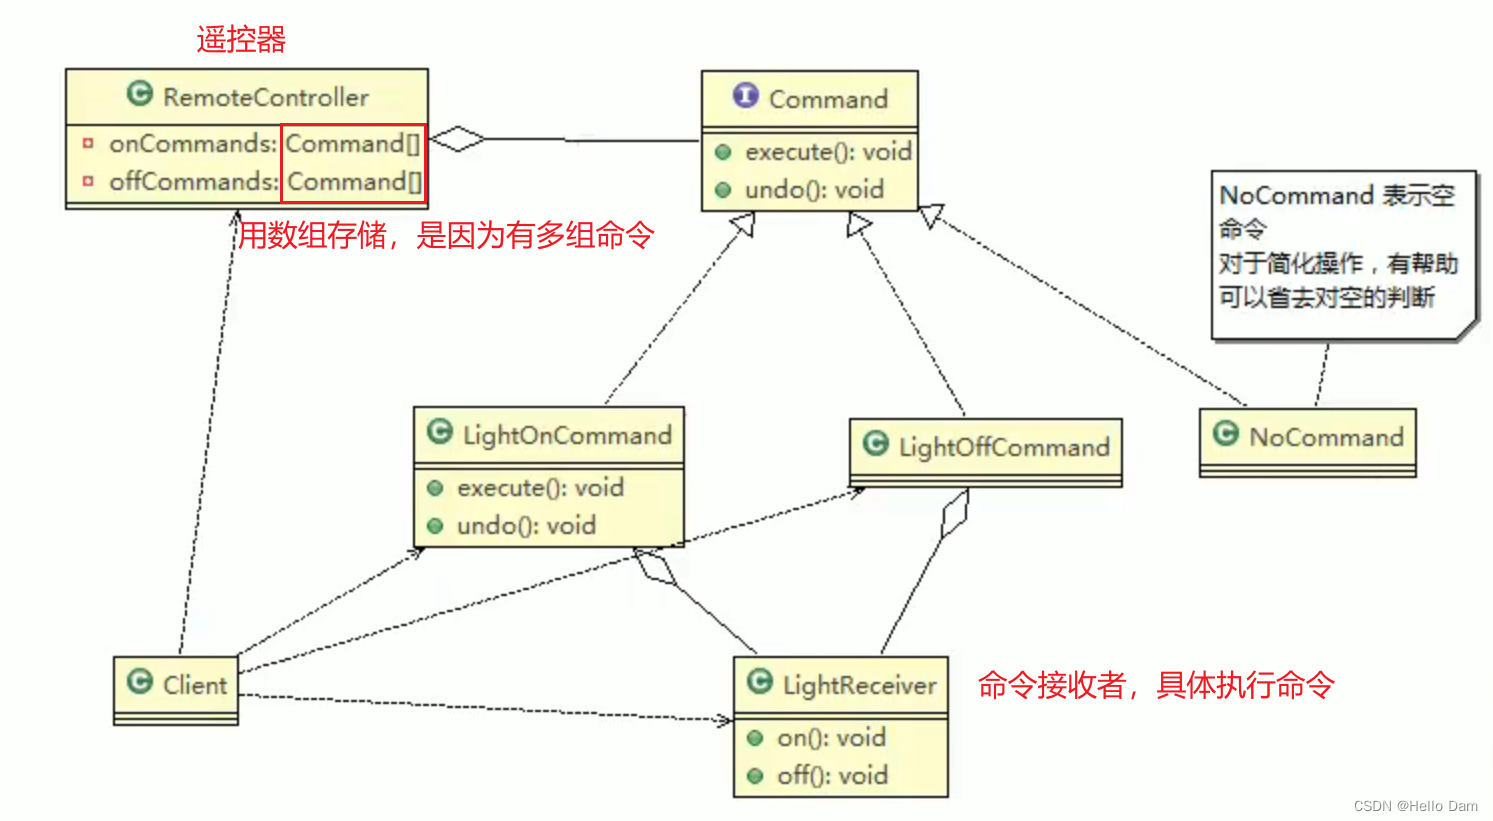 遥控器
RemoteController
onCommands: Command[]
offCommands: Command[]
用数组存储，是因为有多组命令
Command
execute(): void
undo(): void
NoCommand 表示空
命令
对于简化操作，有帮助
可以省去对空的判断
LightOnCommand
execute(): void
undo(): void
LightOffCommand
NoCommand
Client
LightReceiver
on(): void
off(): void
命令接收者，具体执行命令
CSDN @Hello Dam